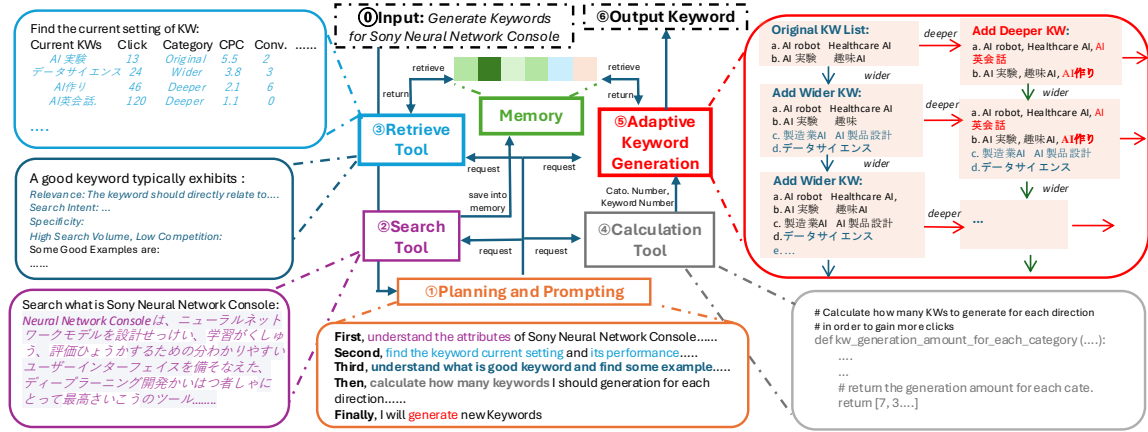 ⓪Input: Generate Keywords
for Sony Neural Network Console
⑥Output Keyword
Find the current setting of KW:
Current KWs Click Category CPC Conv. ......
AI 実験 13 Original 5.5 2
データサイエンス 24 Wider 3.8 3
AI作り 46 Deeper 2.1 6
AI英会話. 120 Deeper 1.1 0
....
A good keyword typically exhibits :
Relevance: The keyword should directly relate to....
Search Intent: ...
Specificity:
High Search Volume, Low Competition:
Some Good Examples are:
......
Search what is Sony Neural Network Console:
Neural Network Consoleは、ニューラルネット
ワークモデルを設計せっけい、学習がくしゅ
う、評価ひょうかするための分わかりやすい
ユーザーインターフェイスを備そなえた、
ディープラーニング開発かいはつ者しゃに
とって最高さいこうのツール........
retrieve
return
retrieve
return
Memory
③Retrieve
Tool
⑤Adaptive
Keyword
Generation
request
request
save into
memory
Cato. Number,
Keyword Number
②Search
Tool
④Calculation
Tool
request
request
①Planning and Prompting
First, understand the attributes of Sony Neural Network Console......
Second, find the keyword current setting and its performance.....
Third, understand what is good keyword and find some example.....
Then, calculate how many keywords I should generation for each
direction......
Finally, I will generate new Keywords
Original KW List:
a. AI robot Healthcare AI
b. AI 実験 趣味AI
deeper
Add Deeper KW:
a. AI robot, Healthcare AI, AI
英会話
b. AI 実験, 趣味AI, AI作り
wider
wider
Add Wider KW:
a. AI robot Healthcare AI
b. AI 実験 趣味
c. 製造業AI AI 製品設計
d.データサイエンス
deeper
a. AI robot, Healthcare AI, AI
英会話
b. AI 実験, 趣味AI, AI作り
c. 製造業AI AI 製品設計
d.データサイエンス
wider
wider
Add Wider KW:
a. AI robot Healthcare AI,
b. AI 実験 趣味AI
c. 製造業AI AI 製品設計
d.データサイエンス
e. ....
deeper
...
# Calculate how many KWs to generate for each direction
# in order to gain more clicks
def kw_generation_amount_for_each_category (....):
....
...
# return the generation amount for each cate.
return [7, 3....]